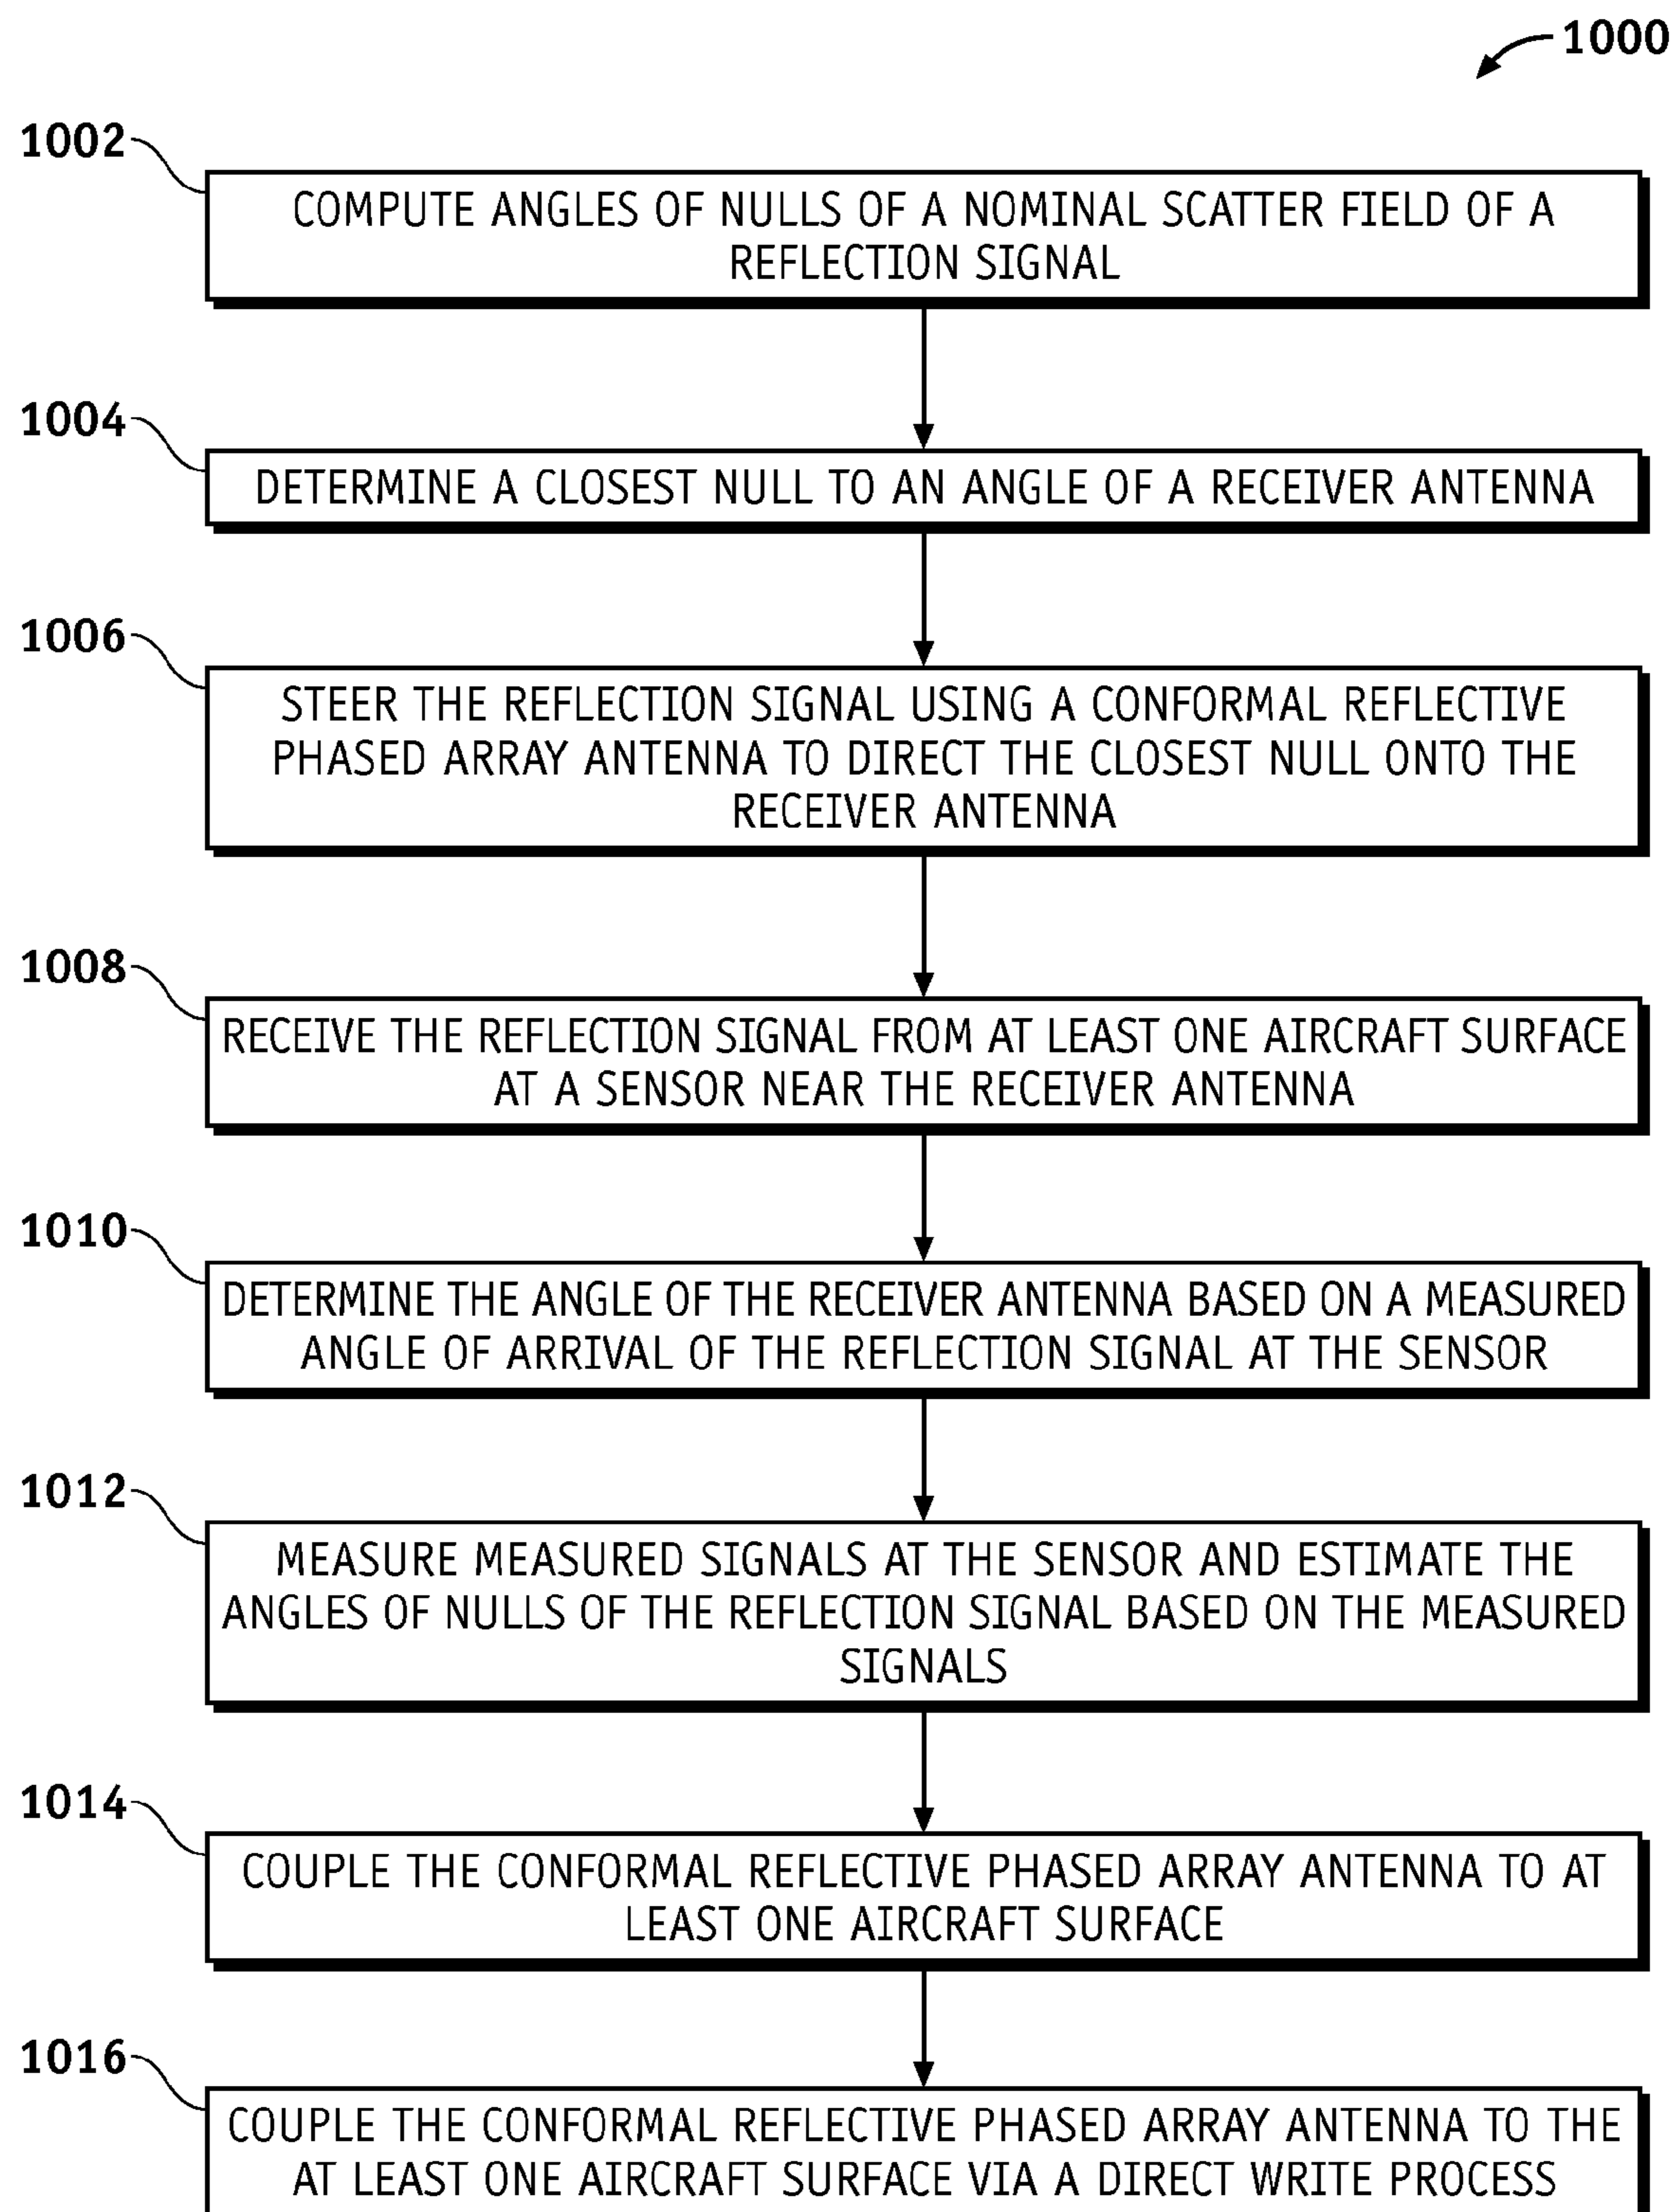 1000
1002
COMPUTE ANGLES OF NULLS OF A NOMINAL SCATTER FIELD OF A
REFLECTION SIGNAL
1004
DETERMINE A CLOSEST NULL TO AN ANGLE OF A RECEIVER ANTENNA
1006
STEER THE REFLECTION SIGNAL USING A CONFORMAL REFLECTIVE
PHASED ARRAY ANTENNA TO DIRECT THE CLOSEST NULL ONTO THE
RECEIVER ANTENNA
1008
RECEIVE THE REFLECTION SIGNAL FROM AT LEAST ONE AIRCRAFT SURFACE
AT A SENSOR NEAR THE RECEIVER ANTENNA
1010
DETERMINE THE ANGLE OF THE RECEIVER ANTENNA BASED ON A MEASURED
ANGLE OF ARRIVAL OF THE REFLECTION SIGNAL AT THE SENSOR
1012
MEASURE MEASURED SIGNALS AT THE SENSOR AND ESTIMATE THE
ANGLES OF NULLS OF THE REFLECTION SIGNAL BASED ON THE MEASURED
SIGNALS
1014
COUPLE THE CONFORMAL REFLECTIVE PHASED ARRAY ANTENNA TO AT
LEAST ONE AIRCRAFT SURFACE
1016
COUPLE THE CONFORMAL REFLECTIVE PHASED ARRAY ANTENNA TO THE
AT LEAST ONE AIRCRAFT SURFACE VIA A DIRECT WRITE PROCESS